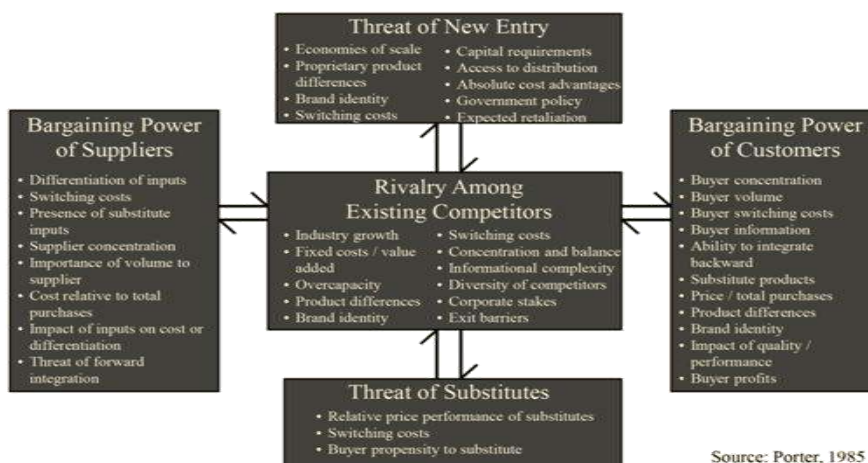 Threat of New Entry
• Economies of scale
• Proprietary product
differences
• Brand identity
• Switching costs
• Capital requirements
• Access to distribution
• Absolute cost advantages
• Government policy
• Expected retaliation
Bargaining Power
of Suppliers
• Differentiation of inputs
• Switching costs
• Presence of substitute
inputs
• Supplier concentration
• Importance of volume to
supplier
• Cost relative to total
purchases
• Impact of inputs on cost or
differentiation
• Threat of forward
integration
Rivalry Among
Existing Competitors
• Industry growth
• Fixed costs / value
added
• Overcapacity
• Product differences
• Brand identity
• Switching costs
• Concentration and balance
• Informational complexity
• Diversity of competitors
• Corporate stakes
• Exit barriers
Bargaining Power
of Customers
• Buyer concentration
• Buyer volume
• Buyer switching costs
• Buyer information
• Ability to integrate
backward
• Substitute products
• Price / total purchases
• Product differences
• Brand identity
• Impact of quality /
performance
• Buyer profits
Threat of Substitutes
• Relative price performance of substitutes
• Switching costs
• Buyer propensity to substitute
Source: Porter, 1985